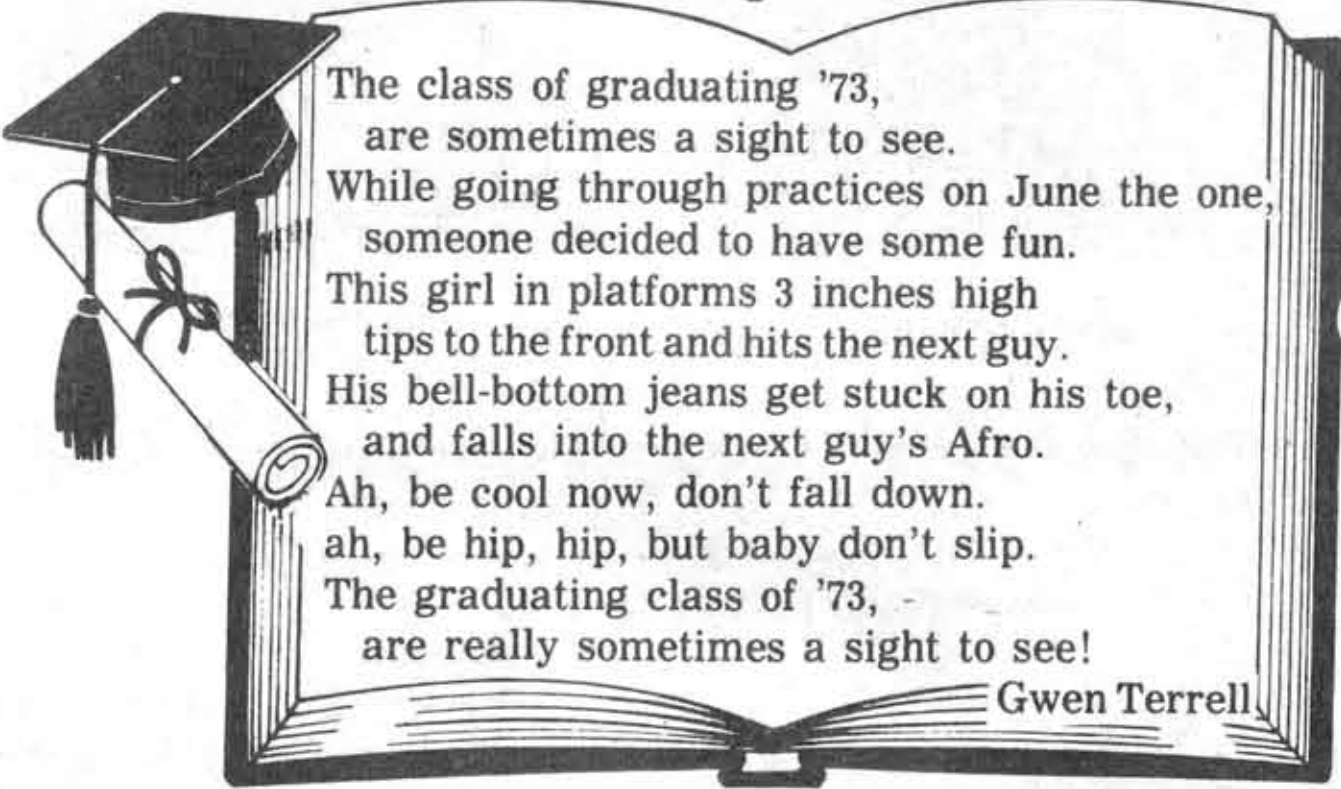 The class of graduating '73,
are sometimes a sight to see.
While going through practices on June the one,
someone decided to have some fun.
This girl in platforms 3 inches high
tips to the front and hits the next guy.
His bell-bottom jeans get stuck on his toe,
and falls into the next guy's Afro.
Ah, be cool now, don't fall down.
ah, be hip, hip, but baby don't slip.
The graduating class of '73,
are really sometimes a sight to see!
Gwen Terrell